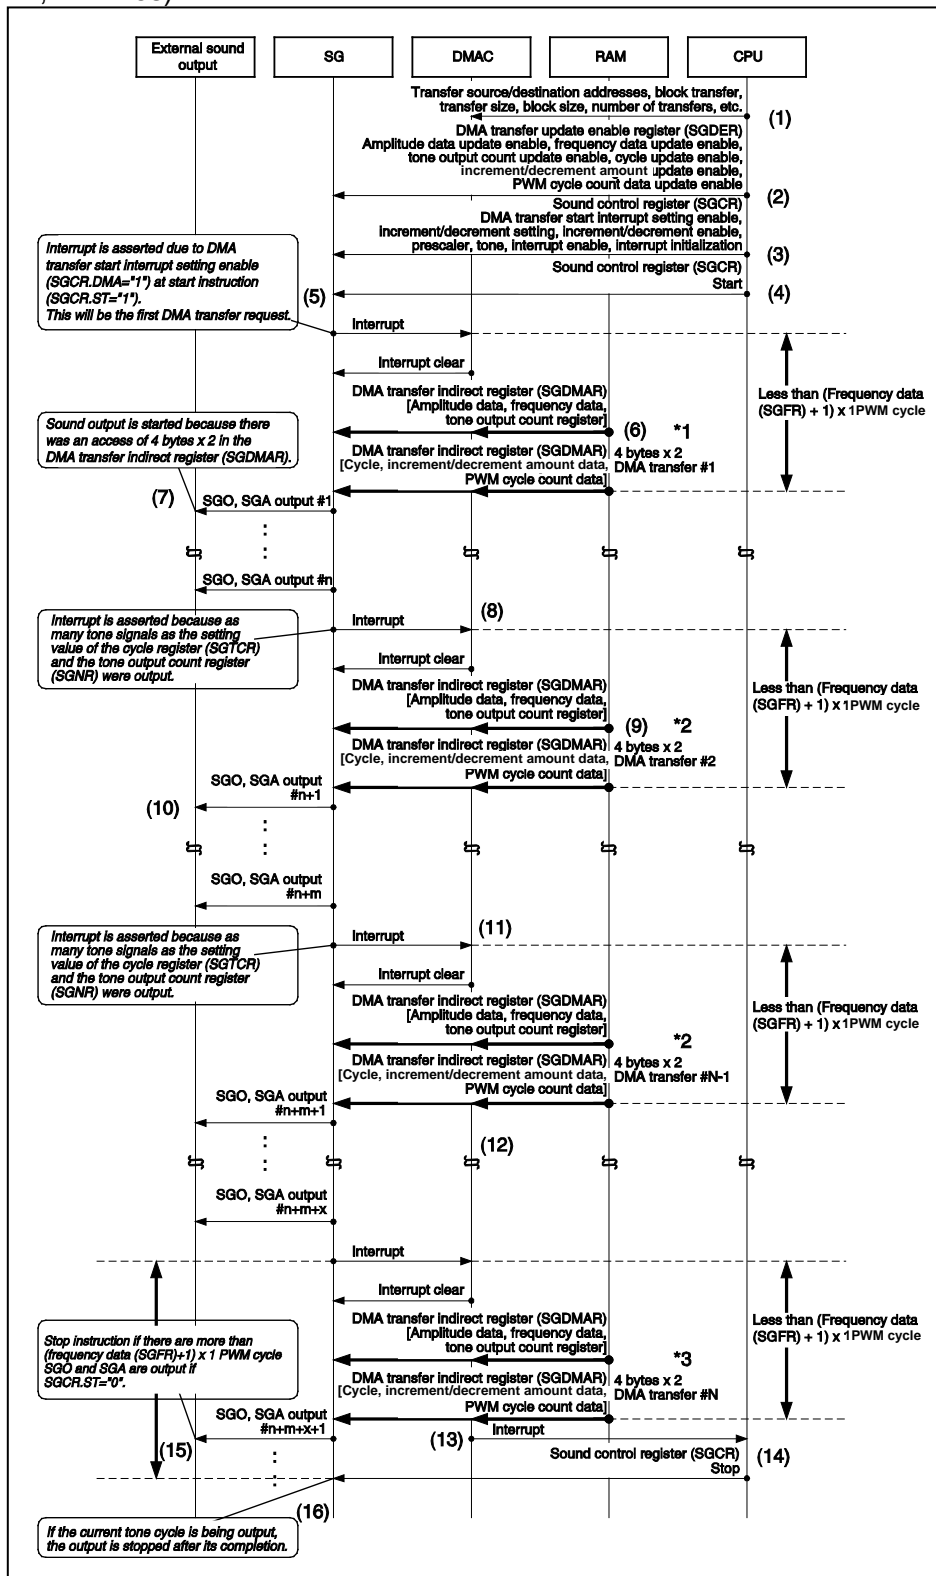 External sound
output
SG
DMAC
RAM
CPU
Transfer source/destination addresses, block transfer,
transfer size, block size, number of transfers, etc.
(1)
DMA transfer update enable register (SGDER)
Amplitude data update enable, frequency data update enable,
tone output count update enable, cycle update enable,
increment/decrement amount update enable,
PWM cycle count data update enable
(2)
Sound control register (SGCR)
DMA transfer start interrupt setting enable,
Increment/decrement setting, increment/decrement enable,
prescaler, tone, interrupt enable, interrupt initialization
(3)
Sound control register (SGCR)
Start
(4)
Interrupt is asserted due to DMA
transfer start interrupt setting enable
(SGCR.DMA="1") at start instruction
(SGCR.ST="1").
This will be the first DMA transfer request.
(5)
Interrupt
Interrupt clear
DMA transfer indirect register (SGDMAR)
[Amplitude data, frequency data,
tone output count register]
(6) *1
Less than (Frequency data
(SGFR) + 1) x 1PWM cycle
Sound output is started because there
was an access of 4 bytes x 2 in the
DMA transfer indirect register (SGDMAR).
DMA transfer indirect register (SGDMAR)
[Cycle, increment/decrement amount data,
PWM cycle count data]
4 bytes x 2
DMA transfer #1
(7)
SGO, SGA output #1
SGO, SGA output #n
Interrupt is asserted because as
many tone signals as the setting
value of the cycle register (SGTCR)
and the tone output count register
(SGNR) were output.
(8)
Interrupt
Interrupt clear
DMA transfer indirect register (SGDMAR)
[Amplitude data, frequency data,
tone output count register]
Less than (Frequency data
(SGFR) + 1) x 1PWM cycle
(9) *2
DMA transfer indirect register (SGDMAR)
[Cycle, increment/decrement amount data,
PWM cycle count data]
4 bytes x 2
DMA transfer #2
SGO, SGA output
#n+1
(10)
SGO, SGA output
#n+m
Interrupt is asserted because as
many tone signals as the setting
value of the cycle register (SGTCR)
and the tone output count register
(SGNR) were output.
(11)
Interrupt
Interrupt clear
DMA transfer indirect register (SGDMAR)
[Amplitude data, frequency data,
tone output count register]
Less than (Frequency data
(SGFR) + 1) x 1PWM cycle
*2
DMA transfer indirect register (SGDMAR)
[Cycle, increment/decrement amount data,
PWM cycle count data]
4 bytes x 2
DMA transfer #N-1
SGO, SGA output
#n+m+1
(12)
SGO, SGA output
#n+m+x
Interrupt
Interrupt clear
DMA transfer indirect register (SGDMAR)
[Amplitude data, frequency data,
tone output count register]
Less than (Frequency data
(SGFR) + 1) x 1PWM cycle
Stop instruction if there are more than
(frequency data (SGFR)+1) x 1 PWM cycle
SGO and SGA are output if
SGCR.ST="0".
*3
DMA transfer indirect register (SGDMAR)
[Cycle, increment/decrement amount data,
PWM cycle count data]
4 bytes x 2
DMA transfer #N
SGO, SGA output
#n+m+x+1
(13)
Interrupt
(15)
Sound control register (SGCR)
Stop
(14)
(16)
If the current tone cycle is being output,
the output is stopped after its completion.